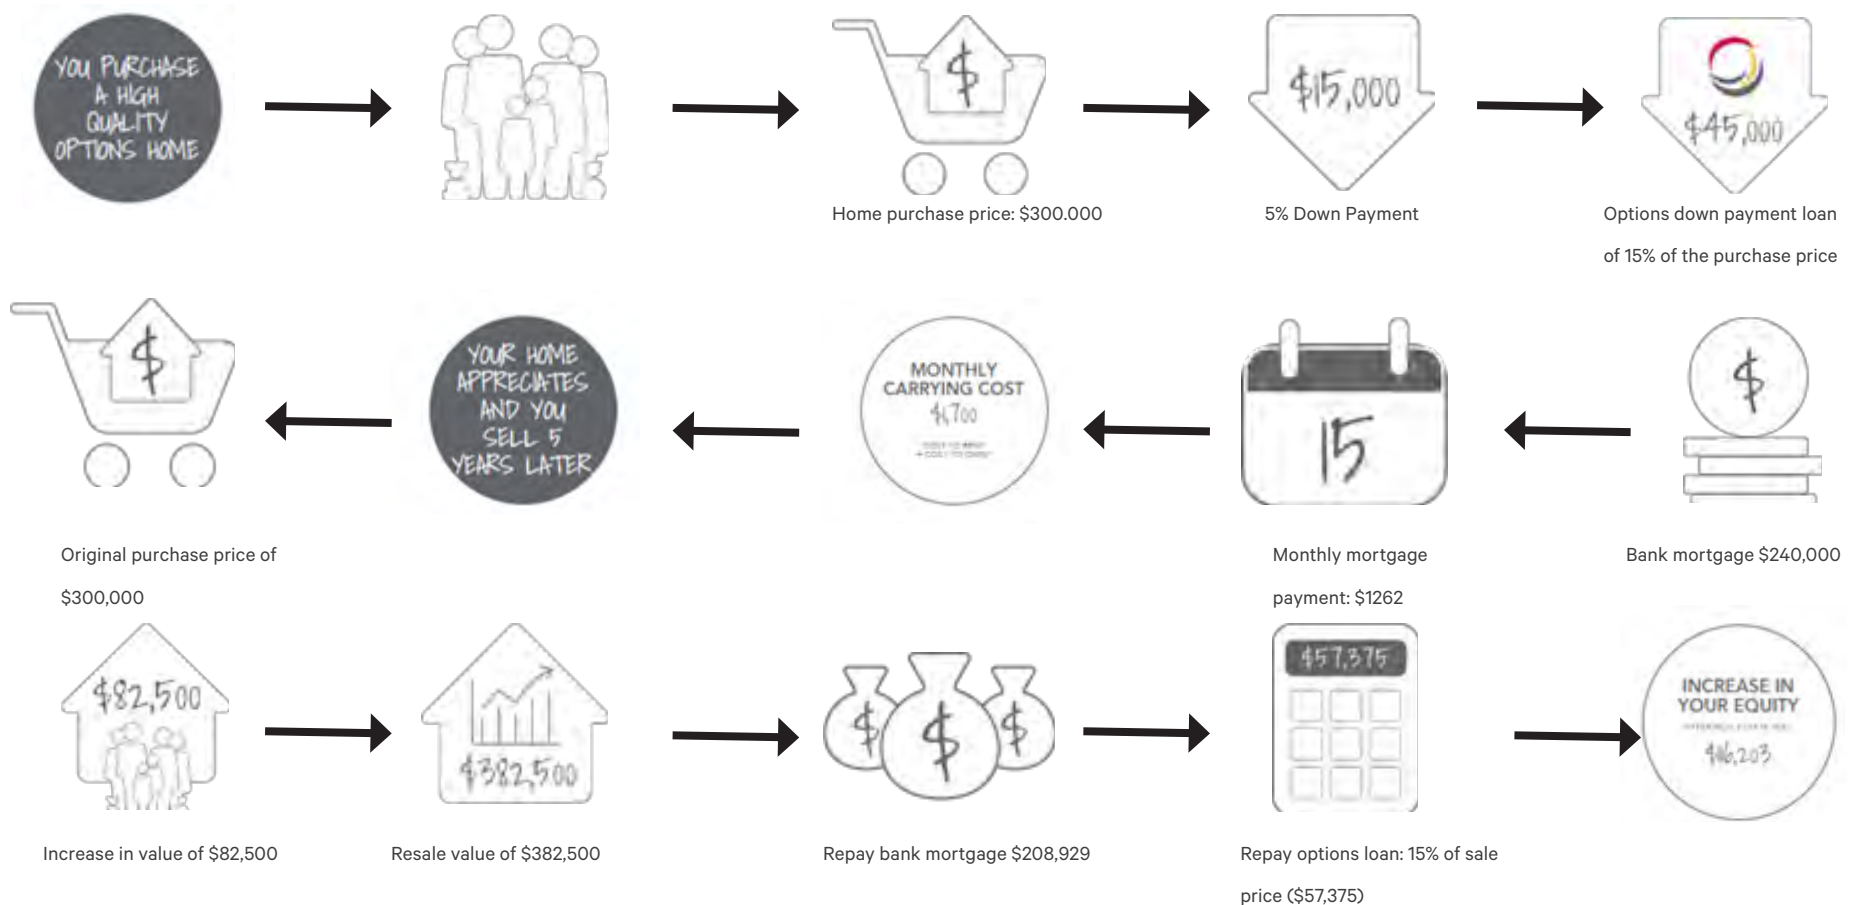 YOU PURCHASE
A HIGH
QUALITY
OPTIONS HOME
$
Home purchase price: $300.000
$15,000
5% Down Payment
$45,000
Options down payment loan
of 15% of the purchase price
$
Bank mortgage $240,000
15
Monthly mortgage
payment: $1262
MONTHLY
CARRYING COST
$1,700
YOUR HOME
APPRECIATES
AND YOU
SELL 5
YEARS LATER
$
Original purchase price of
$300,000
$82,500
Increase in value of $82,500
$382,500
Resale value of $382,500
$ $ $
Repay bank mortgage $208,929
$57,375
Repay options loan: 15% of sale
price ($57,375)
INCREASE IN
YOUR EQUITY
$116,203